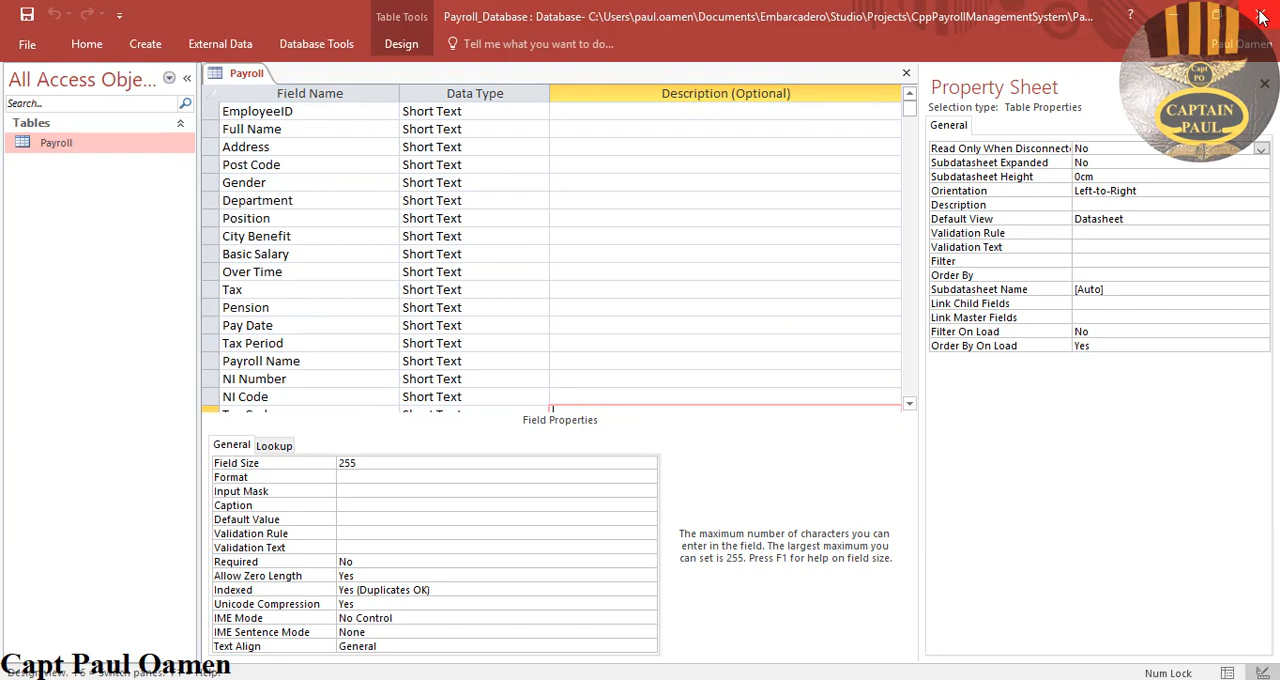 Table Tools
Payroll_Database : Database- C:\Users\paul.oamen\Documents\Embarcadero\Studio\Projects\CppPayrollManagementSystem\Pa...
?
File
Home
Create
External Data
Database Tools
Design
Tell me what you want to do...
Paul Oamen
All Access Obje...
Search...
Tables
Payroll
Payroll
Field Name Data Type Description (Optional)
EmployeeID Short Text
Full Name Short Text
Address Short Text
Post Code Short Text
Gender Short Text
Department Short Text
Position Short Text
City Benefit Short Text
Basic Salary Short Text
Over Time Short Text
Tax Short Text
Pension Short Text
Pay Date Short Text
Tax Period Short Text
Payroll Name Short Text
NI Number Short Text
NI Code Short Text
Field Properties
General Lookup
Field Size 255
Format
Input Mask
Caption
Default Value
Validation Rule
Validation Text
Required No
Allow Zero Length Yes
Indexed Yes (Duplicates OK)
Unicode Compression Yes
IME Mode No Control
IME Sentence Mode None
Text Align General
The maximum number of characters you can
enter in the field. The largest maximum you
can set is 255. Press F1 for help on field size.
Property Sheet
Selection type: Table Properties
General
Read Only When Disconnect No
Subdatasheet Expanded No
Subdatasheet Height 0cm
Orientation Left-to-Right
Description
Default View Datasheet
Validation Rule
Validation Text
Filter
Order By
Subdatasheet Name [Auto]
Link Child Fields
Link Master Fields
Filter On Load No
Order By On Load Yes
Capt
PO
CAPTAIN
PAUL
Capt Paul Oamen
Num Lock